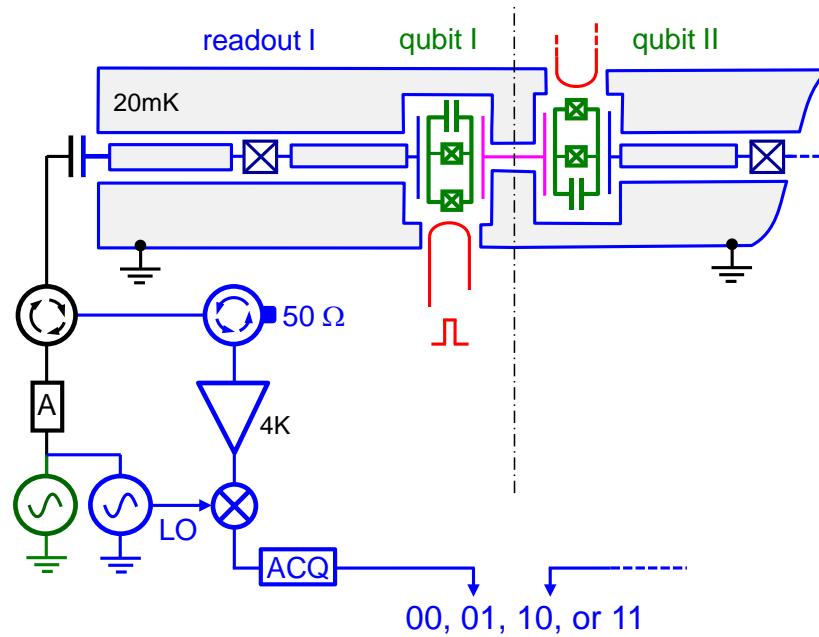 readout I
qubit I
qubit II
20mK
50 Ω
A
4K
LO
ACQ
00, 01, 10, or 11